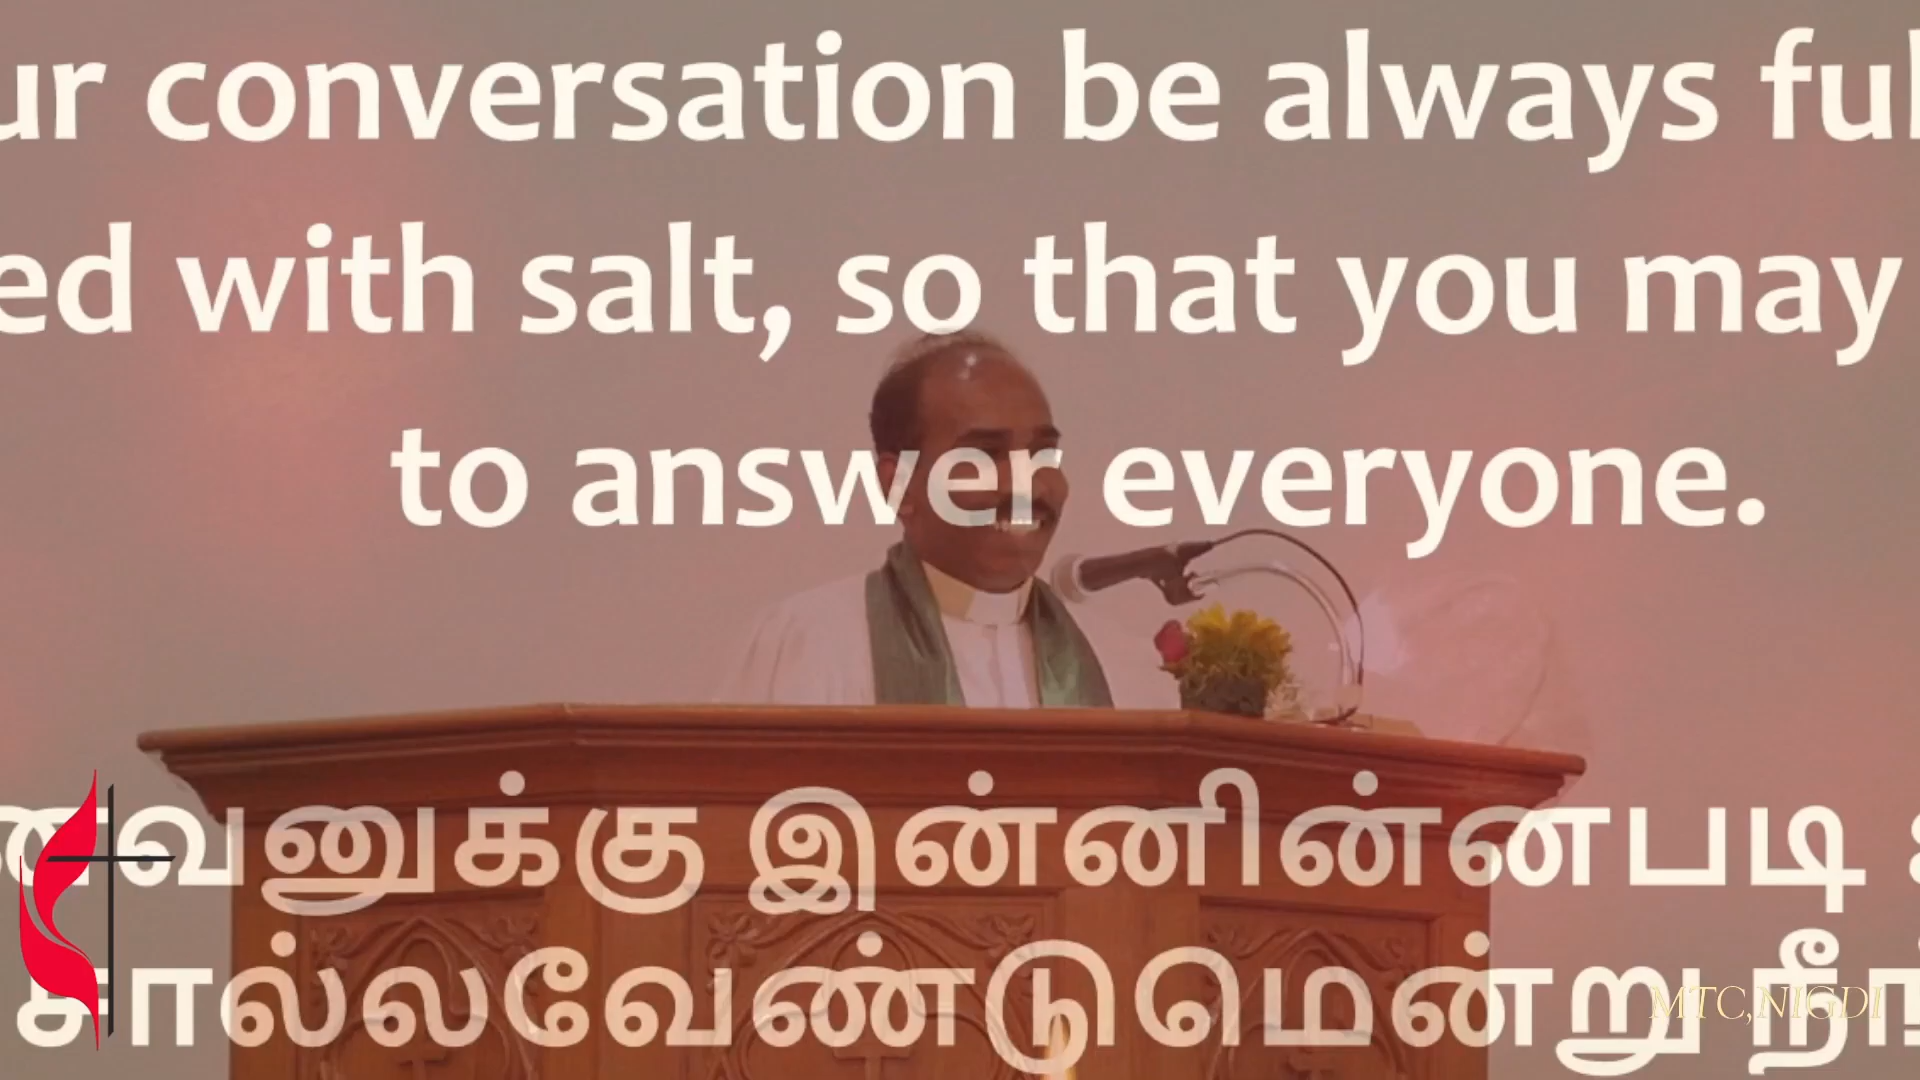 ur conversation be always ful
ed with salt, so that you may
to answer everyone.
னவனுக்கு இன்னின்னபடி
சால்லவேண்டுமென்று நீங்
MTC,NIGDI